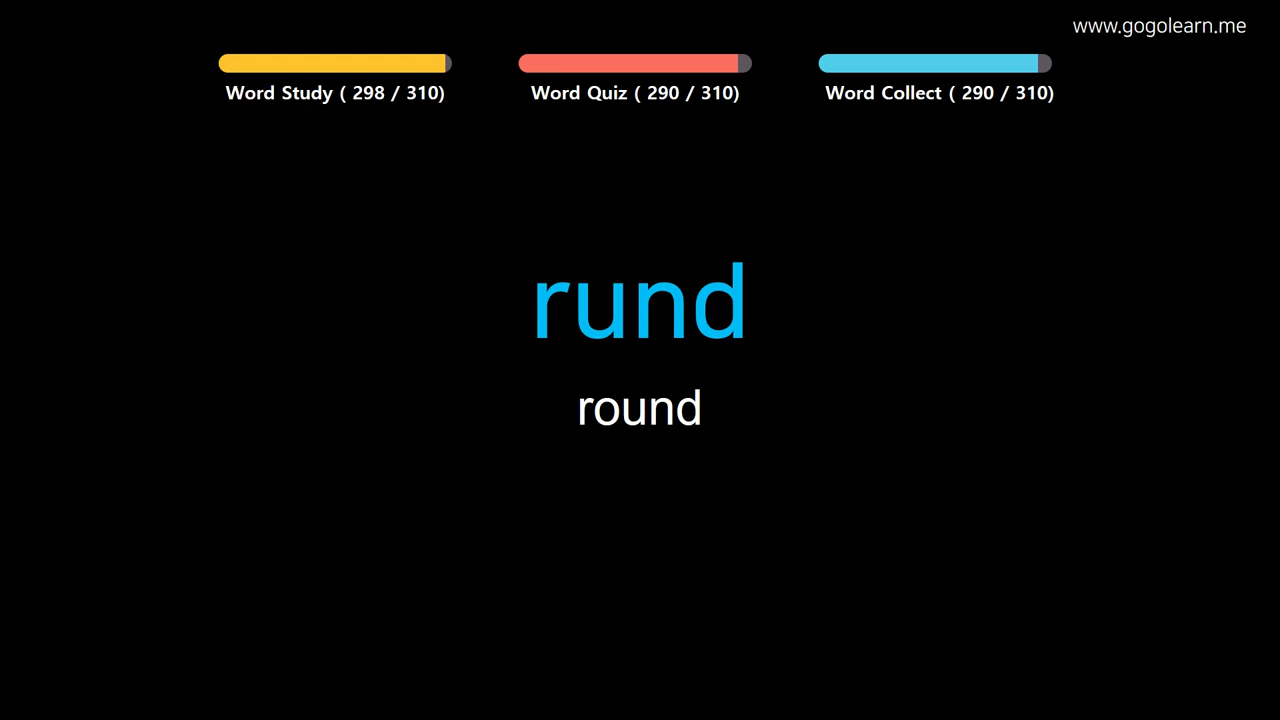 www.gogolearn.me
Word Study ( 298 / 310)
Word Quiz ( 290 / 310)
Word Collect ( 290 / 310)
rund
round